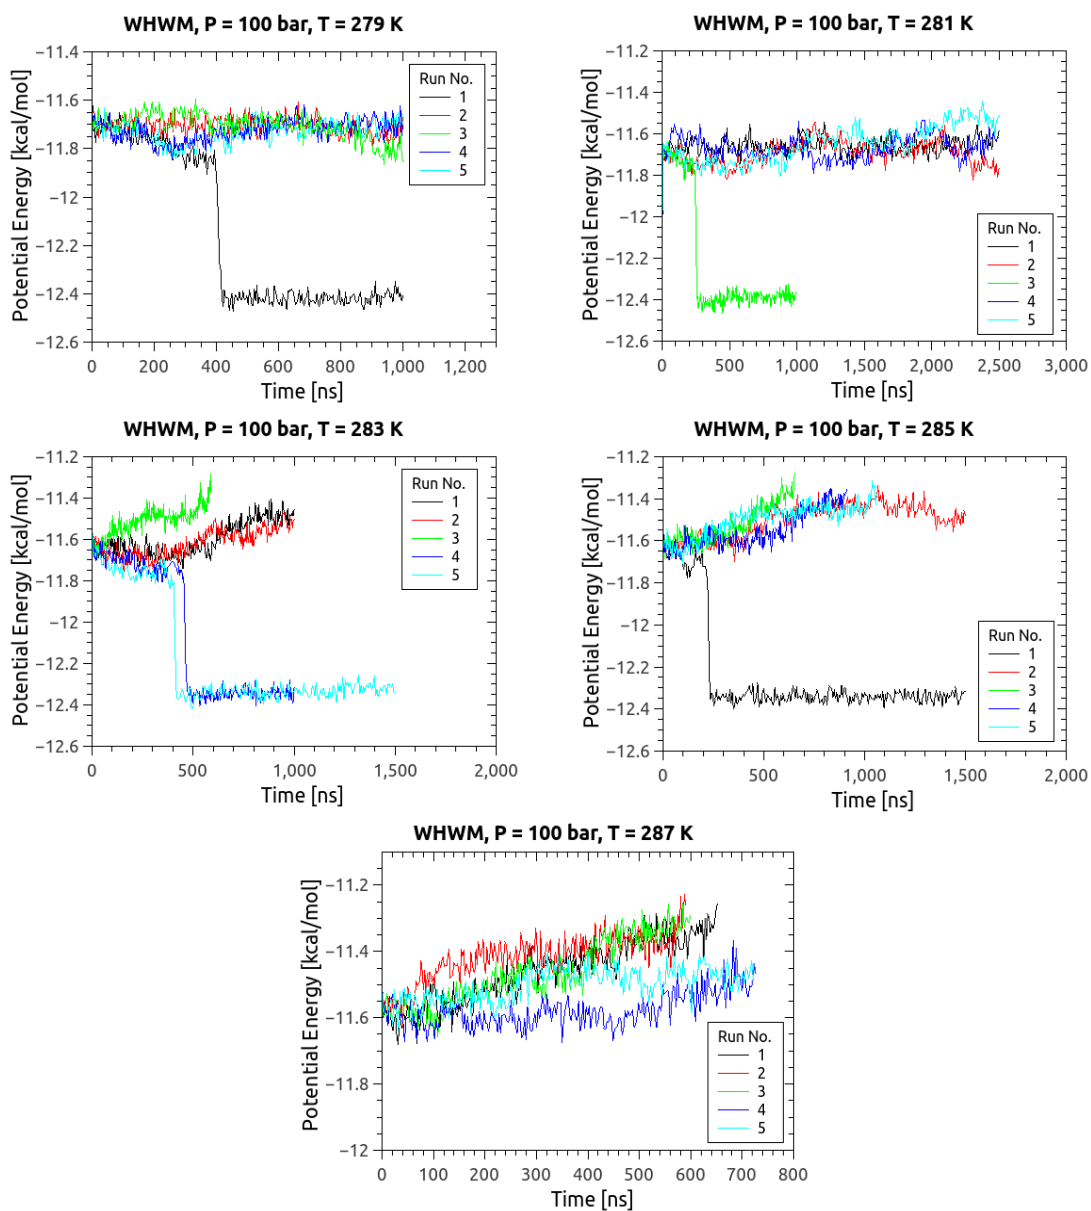 WHWM, P = 100 bar, T = 279 K
Potential Energy [kcal/mol]
−11.4
−11.6
−11.8
−12
−12.2
−12.4
−12.6
0 200 400 600 800 1,000 1,200
Time [ns]
Run No.
1
2
3
4
5
WHWM, P = 100 bar, T = 281 K
Potential Energy [kcal/mol]
−11.2
−11.4
−11.6
−11.8
−12
−12.2
−12.4
−12.6
0 500 1,000 1,500 2,000 2,500 3,000
Time [ns]
Run No.
1
2
3
4
5
WHWM, P = 100 bar, T = 283 K
Potential Energy [kcal/mol]
−11.2
−11.4
−11.6
−11.8
−12
−12.2
−12.4
−12.6
0 500 1,000 1,500 2,000
Time [ns]
Run No.
1
2
3
4
5
WHWM, P = 100 bar, T = 285 K
Potential Energy [kcal/mol]
−11.2
−11.4
−11.6
−11.8
−12
−12.2
−12.4
−12.6
0 500 1,000 1,500 2,000
Time [ns]
Run No.
1
2
3
4
5
WHWM, P = 100 bar, T = 287 K
Potential Energy [kcal/mol]
−11.2
−11.4
−11.6
−11.8
−12
0 100 200 300 400 500 600 700 800
Time [ns]
Run No.
1
2
3
4
5